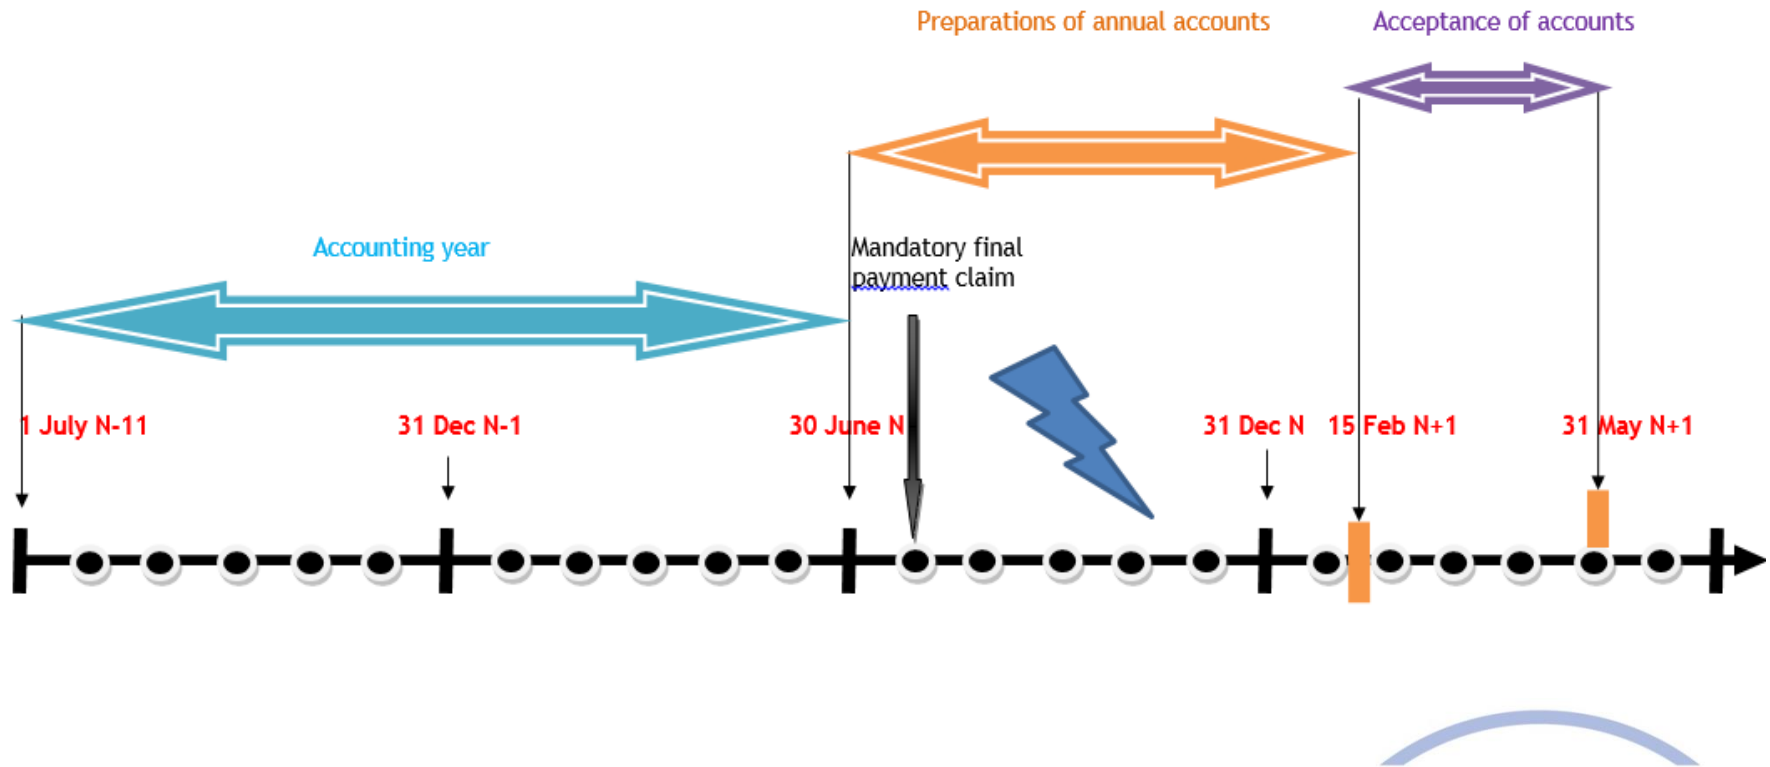 Preparations of annual accounts
Acceptance of accounts
Accounting year
Mandatory final
payment claim
1 July N-11
31 Dec N-1
30 June N
31 Dec N
15 Feb N+1
31 May N+1